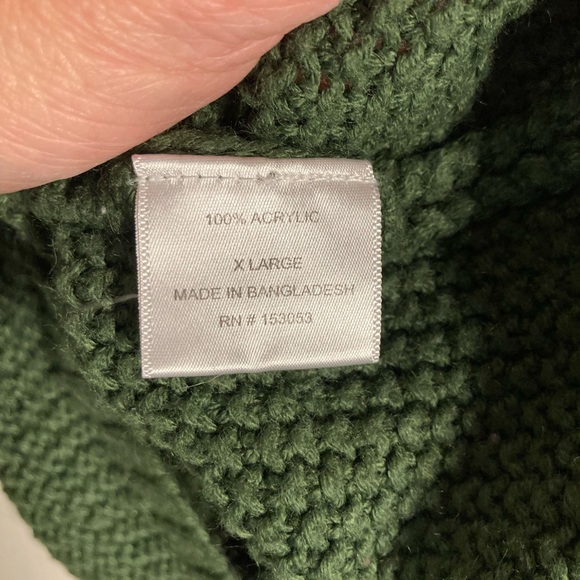 100% ACRYLIC
X LARGE
MADE IN BANGLADESH
RN # 153053